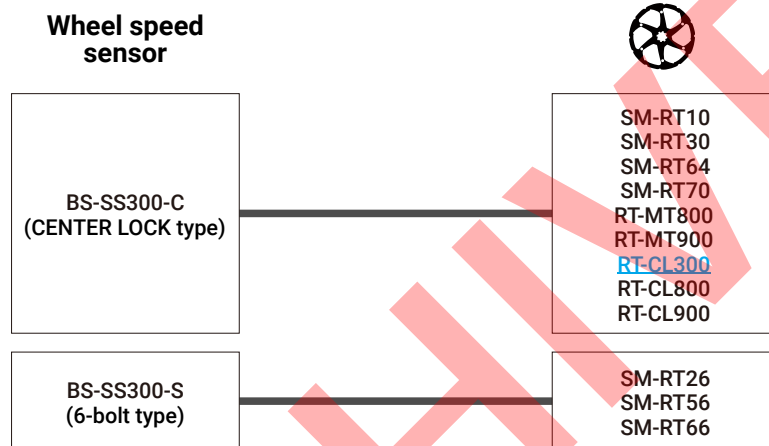 Wheel speed
sensor
BS-SS300-C
(CENTER LOCK type)
SM-RT10
SM-RT30
SM-RT64
SM-RT70
RT-MT800
RT-MT900
RT-CL300
RT-CL800
RT-CL900
BS-SS300-S
(6-bolt type)
SM-RT26
SM-RT56
SM-RT66